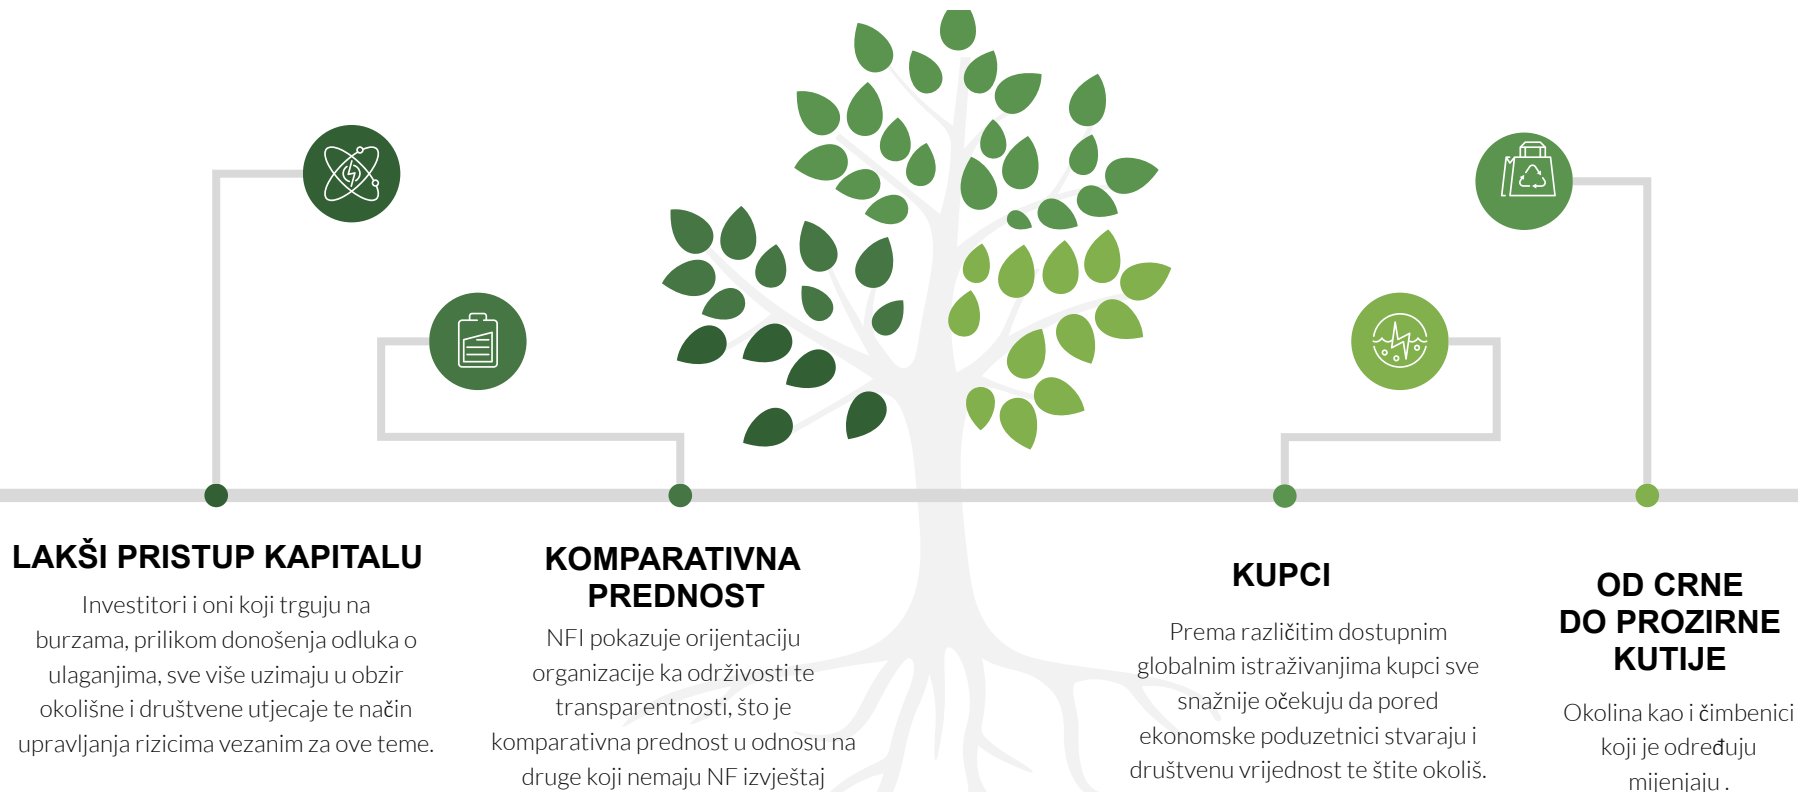 LAKŠI PRISTUP KAPITALU
Investitori i oni koji trguju na
burzama, prilikom donošenja odluka o
ulaganjima, sve više uzimaju u obzir
okolišne i društvene utjecaje te način
upravljanja rizicima vezanim za ove teme.
KOMPARATIVNA
PREDNOST
NFI pokazuje orijentaciju
organizacije ka održivosti te
transparentnosti, što je
komparativna prednost u odnosu na
druge koji nemaju NF izvještaj
KUPCI
Prema različitim dostupnim
globalnim istraživanjima kupci sve
snažnije očekuju da pored
ekonomske poduzetnici stvaraju i
društvenu vrijednost te štite okoliš.
OD CRNE
DO PROZIRNE
KUTIJE
Okolina kao i čimbenici
koji je određuju
mijenjaju .